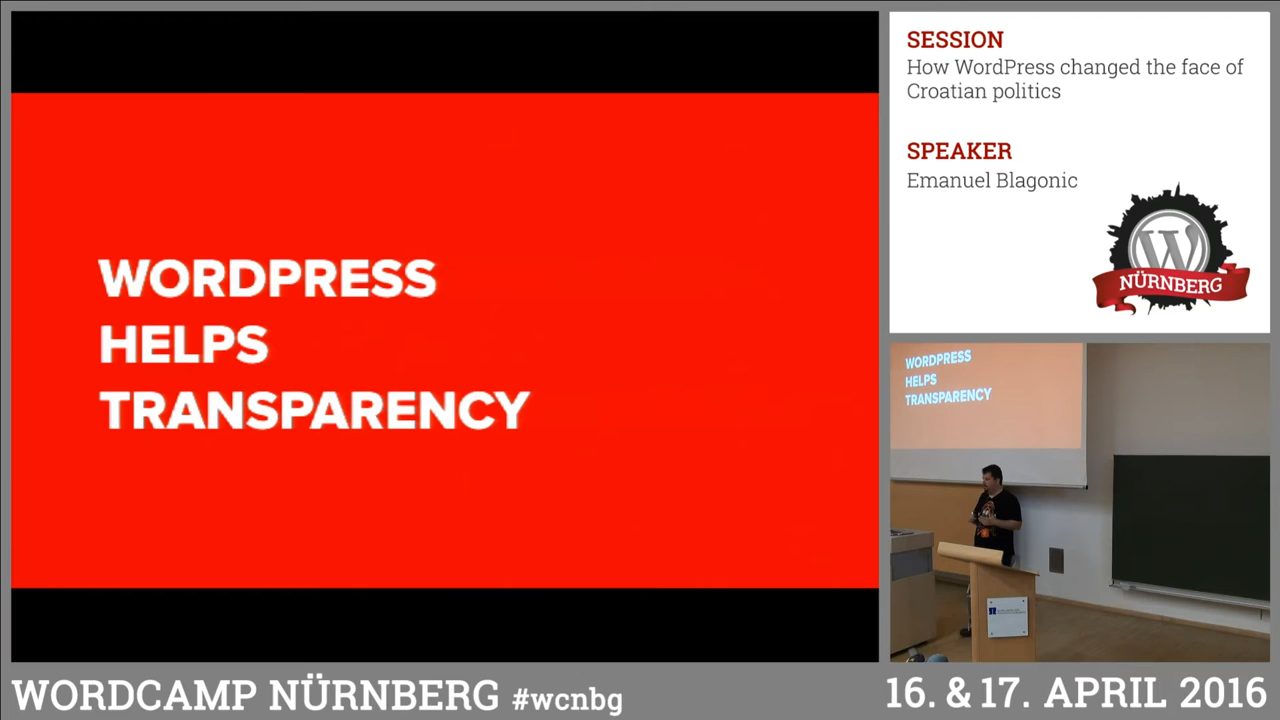 WORDPRESS
HELPS
TRANSPARENCY
SESSION
How WordPress changed the face of
Croatian politics
SPEAKER
Emanuel Blagonic
W
NÜRNBERG
WORDPRESS
HELPS
TRANSPARENCY
WORDCAMP NÜRNBERG #wcnbg
16. & 17. APRIL 2016